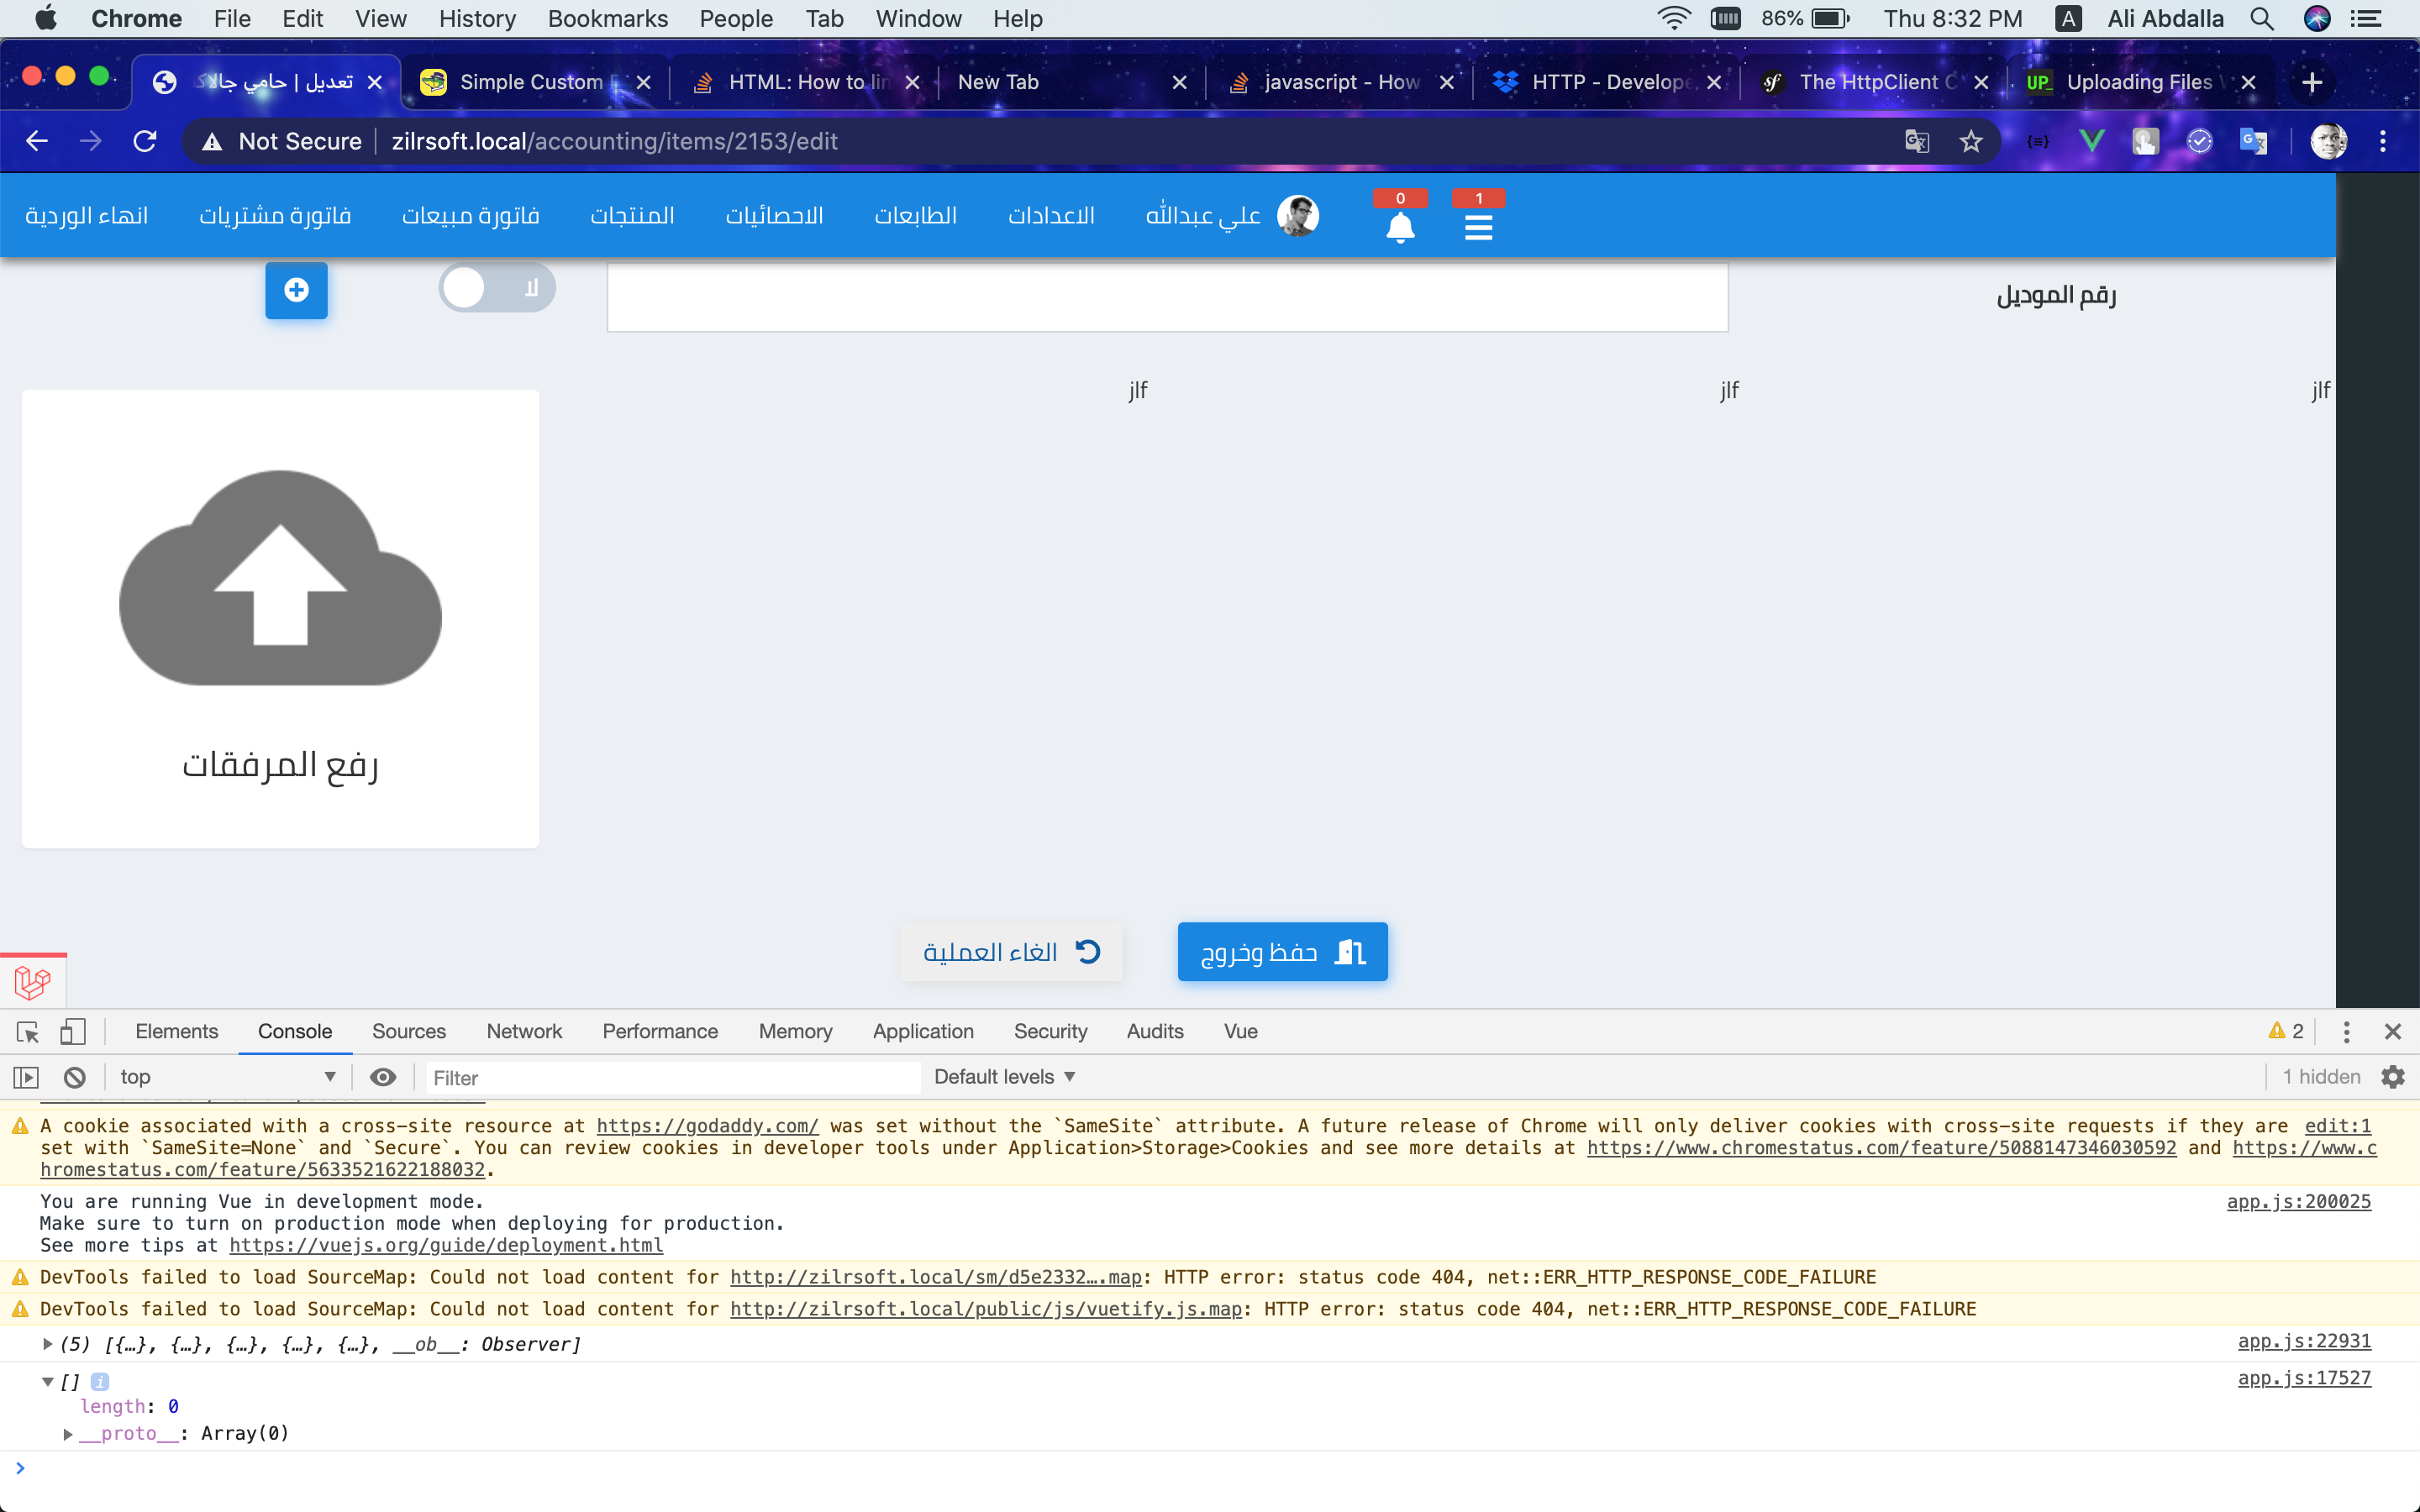 Chrome File Edit View History Bookmarks People Tab Window Help
86% Thu 8:32 PM A Ali Abdalla
تعديل | حامي جالاك
Simple Custom
HTML: How to lin
New Tab
javascript - How
HTTP - Develope
The HttpClient C
UP_ Uploading Files
Not Secure | zilrsoft.local/accounting/items/2153/edit
1
0
علي عبدالله
الاعدادات
الطابعات
الاحصائيات
المنتجات
فاتورة مبيعات
فاتورة مشتريات
انهاء الوردية
رقم الموديل
لا
jlf
jlf
jlf
رفع المرفقات
حفظ وخروج
الغاء العملية
Elements Console Sources Network Performance Memory Application Security Audits Vue 2
top Filter Default levels 1 hidden
A cookie associated with a cross-site resource at https://godaddy.com/ was set without the `SameSite` attribute. A future release of Chrome will only deliver cookies with cross-site requests if they are edit:1
set with `SameSite=None` and `Secure`. You can review cookies in developer tools under Application>Storage>Cookies and see more details at https://www.chromestatus.com/feature/5088147346030592 and https://www.c
hromestatus.com/feature/5633521622188032.
You are running Vue in development mode. app.js:200025
Make sure to turn on production mode when deploying for production.
See more tips at https://vuejs.org/guide/deployment.html
DevTools failed to load SourceMap: Could not load content for http://zilrsoft.local/sm/d5e2332….map: HTTP error: status code 404, net::ERR_HTTP_RESPONSE_CODE_FAILURE
DevTools failed to load SourceMap: Could not load content for http://zilrsoft.local/public/js/vuetify.js.map: HTTP error: status code 404, net::ERR_HTTP_RESPONSE_CODE_FAILURE
(5) [{…}, {…}, {…}, {…}, {…}, __ob__: Observer] app.js:22931
[] i app.js:17527
length: 0
__proto__: Array(0)